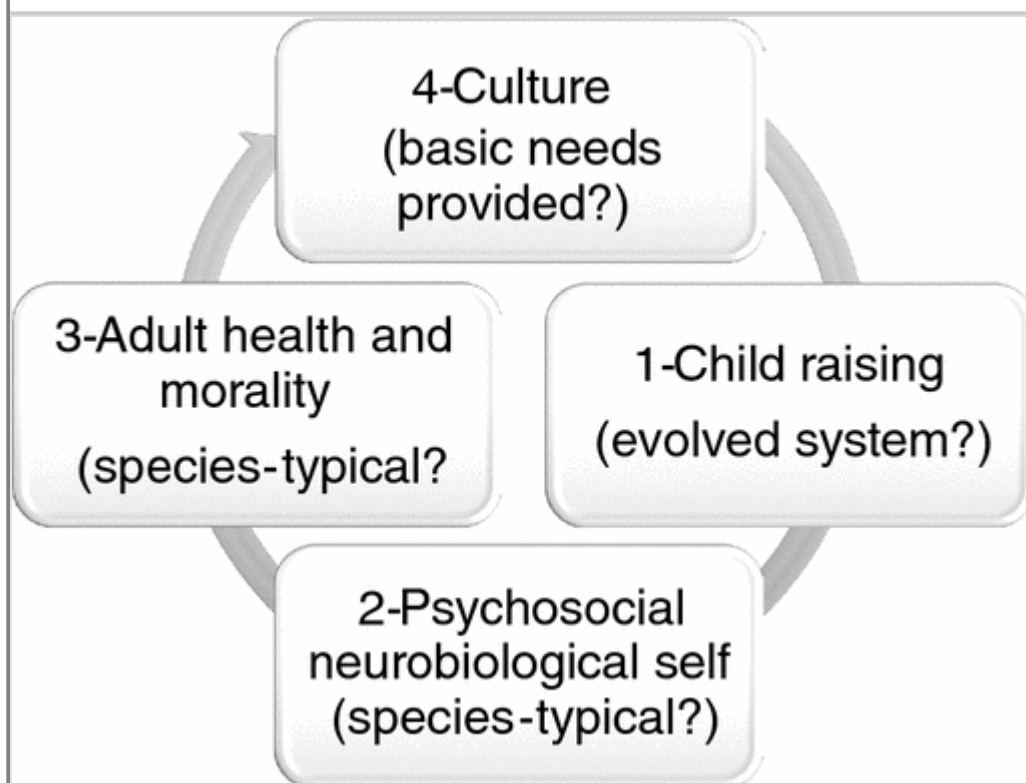 4-Culture
(basic needs
provided?)
3-Adult health and
morality
(species-typical?
1-Child raising
(evolved system?)
2-Psychosocial
neurobiological self
(species-typical?)